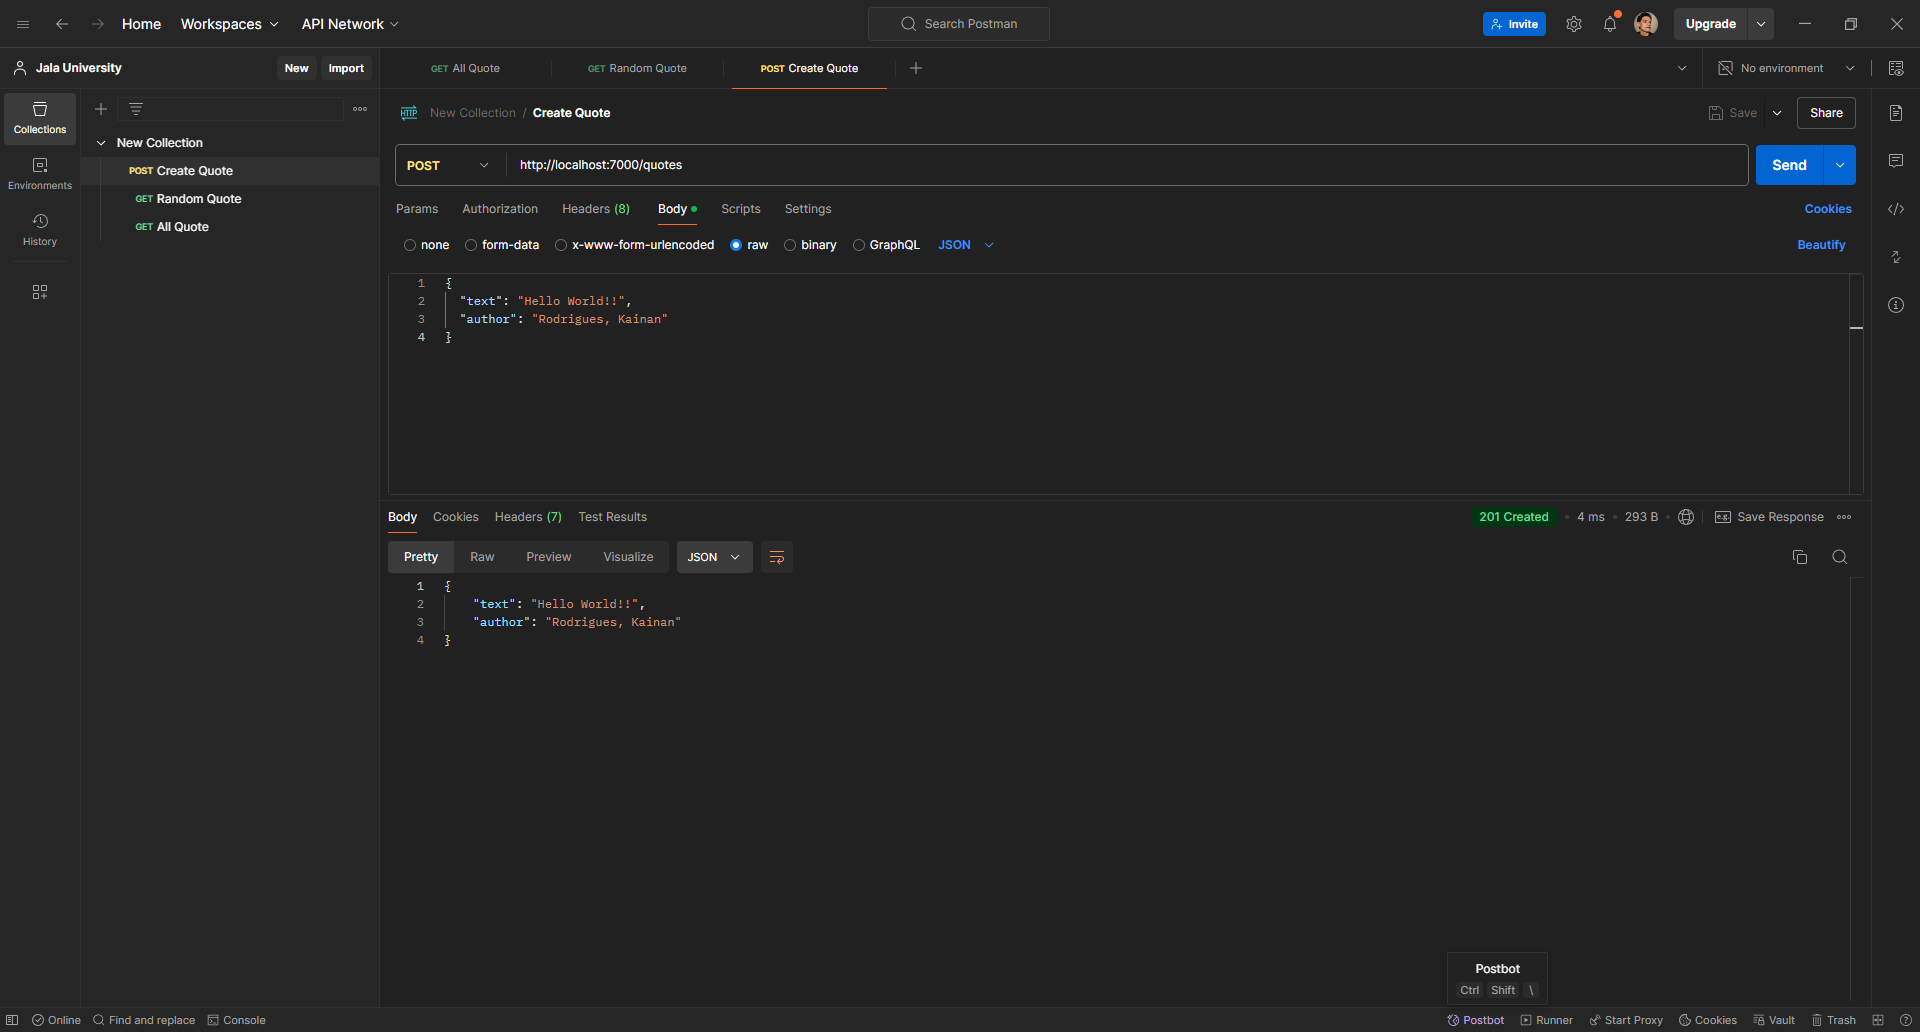 Home Workspaces API Network Search Postman Invite Upgrade
Jala University New Import GET All Quote GET Random Quote POST Create Quote No environment
HTTP New Collection / Create Quote Save Share
Collections
New Collection
POST Create Quote
GET Random Quote
GET All Quote
Environments
History
POST http://localhost:7000/quotes Send
Params Authorization Headers (8) Body Scripts Settings Cookies
none form-data x-www-form-urlencoded raw binary GraphQL JSON Beautify
1 {
2 "text": "Hello World!!",
3 "author": "Rodrigues, Kainan"
4 }
Body Cookies Headers (7) Test Results 201 Created 4 ms 293 B e.g. Save Response
Pretty Raw Preview Visualize JSON
1 {
2 "text": "Hello World!!",
3 "author": "Rodrigues, Kainan"
4 }
Postbot
Ctrl Shift \
Online Find and replace Console Postbot Runner Start Proxy Cookies Vault Trash